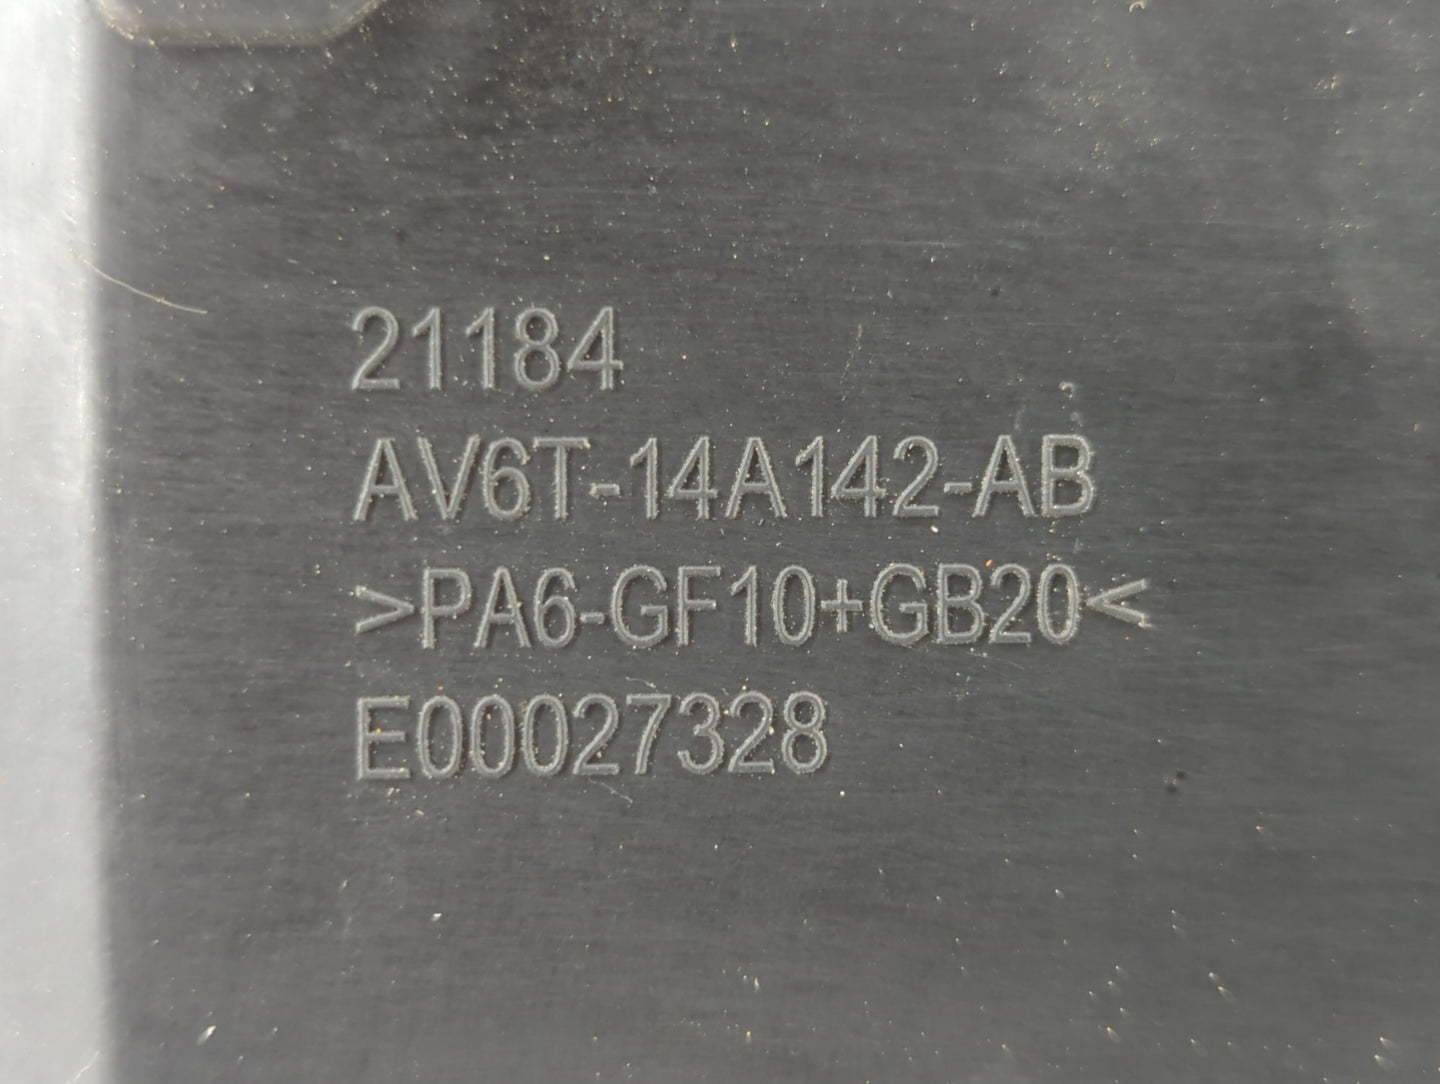 21184
AV6T-14A142-AB
>PA6-GF10+GB20<
E00027328